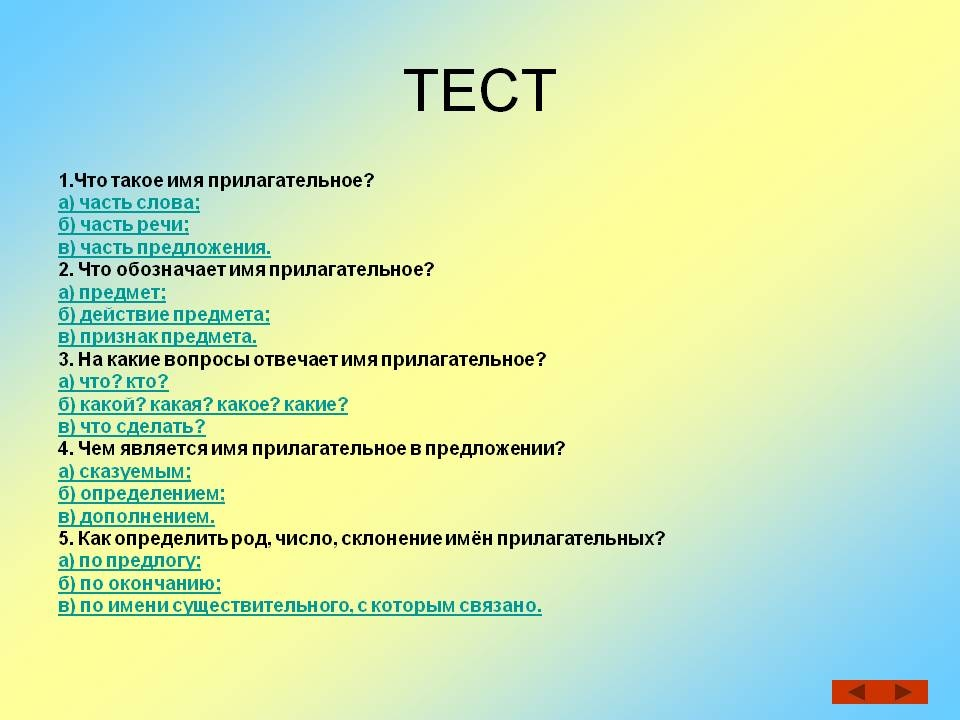 ТЕСТ
1.Что такое имя прилагательное?
а) часть слова;
б) часть речи;
в) часть предложения.
2. Что обозначает имя прилагательное?
а) предмет;
б) действие предмета;
в) признак предмета.
3. На какие вопросы отвечает имя прилагательное?
а) что? кто?
б) какой? какая? какое? какие?
в) что сделать?
4. Чем является имя прилагательное в предложении?
а) сказуемым;
б) определением;
в) дополнением.
5. Как определить род, число, склонение имён прилагательных?
а) по предлогу;
б) по окончанию;
в) по имени существительного, с которым связано.